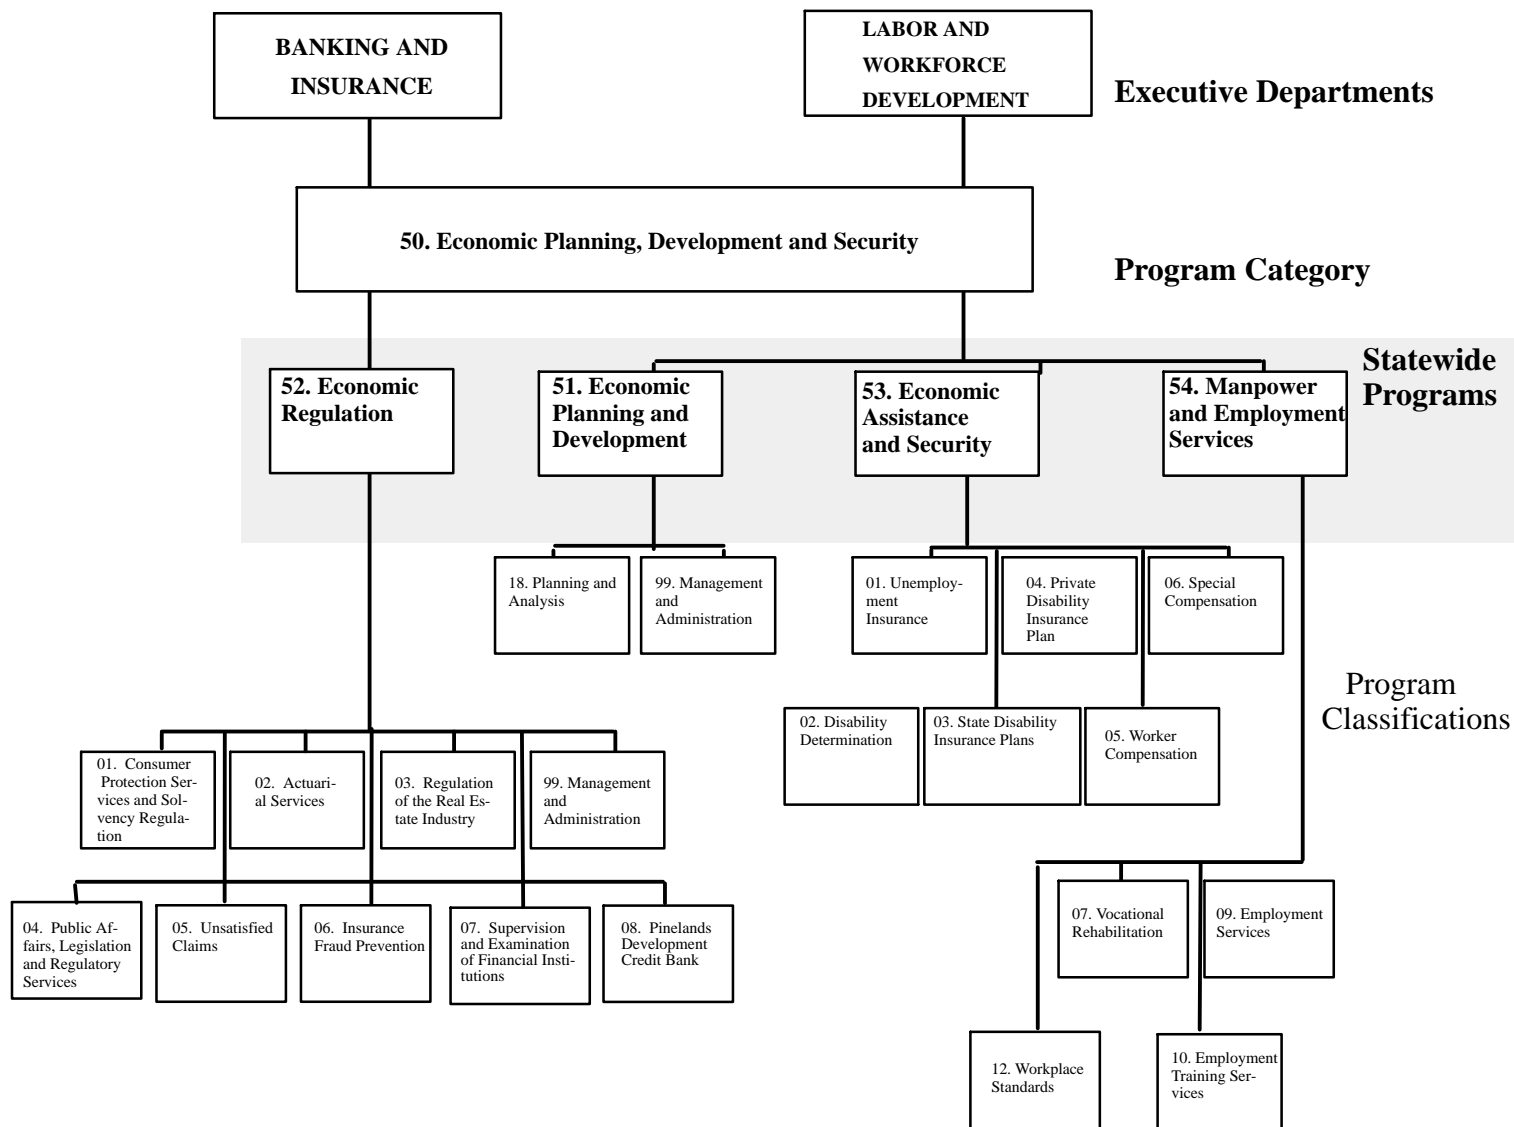 BANKING AND
INSURANCE
LABOR AND
WORKFORCE
DEVELOPMENT
Executive Departments
50. Economic Planning, Development and Security
Program Category
Statewide
Programs
52. Economic
Regulation
51. Economic
Planning and
Development
53. Economic
Assistance
and Security
54. Manpower
and Employment
Services
18. Planning and
Analysis
99. Management
and
Administration
01. Unemploy-
ment
Insurance
04. Private
Disability
Insurance
Plan
06. Special
Compensation
Program
Classifications
02. Disability
Determination
03. State Disability
Insurance Plans
05. Worker
Compensation
01. Consumer
Protection Ser-
vices and Sol-
vency Regula-
tion
02. Actuari-
al Services
03. Regulation
of the Real Es-
tate Industry
99. Management
and
Administration
04. Public Af-
fairs, Legislation
and Regulatory
Services
05. Unsatisfied
Claims
06. Insurance
Fraud Prevention
07. Supervision
and Examination
of Financial Insti-
tutions
08. Pinelands
Development
Credit Bank
07. Vocational
Rehabilitation
09. Employment
Services
12. Workplace
Standards
10. Employment
Training Ser-
vices